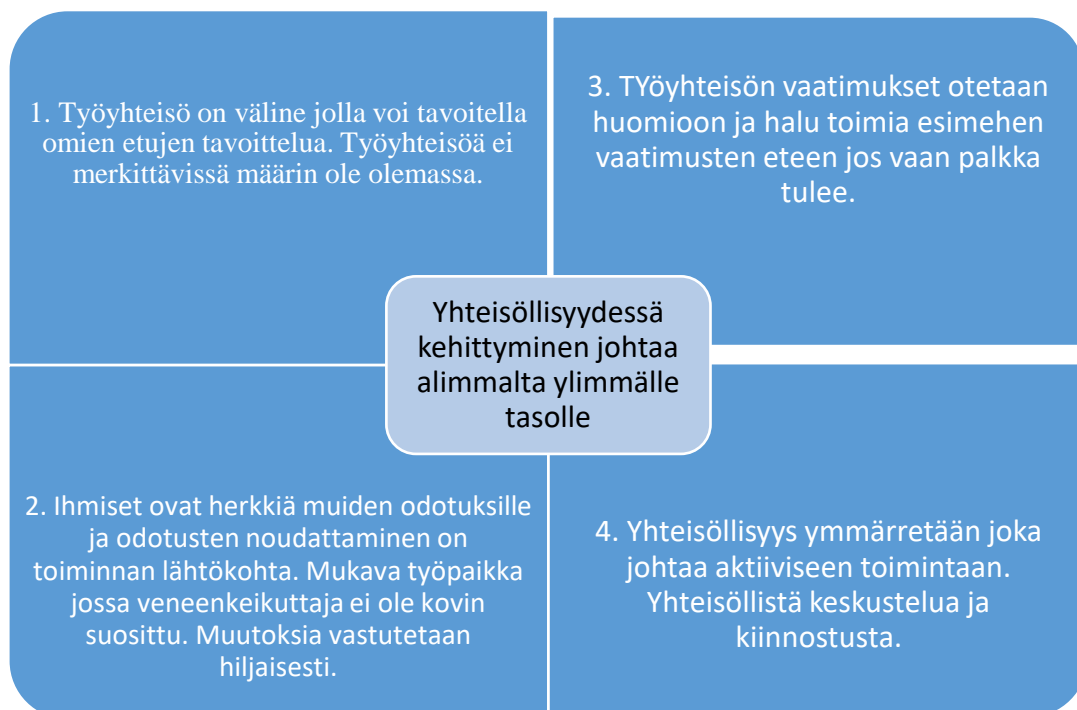 1. Työyhteisö on väline jolla voi tavoitella
omien etujen tavoittelua. Työyhteisöä ei
merkittävissä määrin ole olemassa.
3. TYöyhteisön vaatimukset otetaan
huomioon ja halu toimia esimehen
vaatimusten eteen jos vaan palkka
tulee.
Yhteisöllisyydessä
kehittyminen johtaa
alimmalta ylimmälle
tasolle
2. Ihmiset ovat herkkiä muiden odotuksille
ja odotusten noudattaminen on
toiminnan lähtökohta. Mukava työpaikka
jossa veneenkeikuttaja ei ole kovin
suosittu. Muutoksia vastutetaan
hiljaisesti.
4. Yhteisöllisyys ymmärretään joka
johtaa aktiiviseen toimintaan.
Yhteisöllistä keskustelua ja
kiinnostusta.